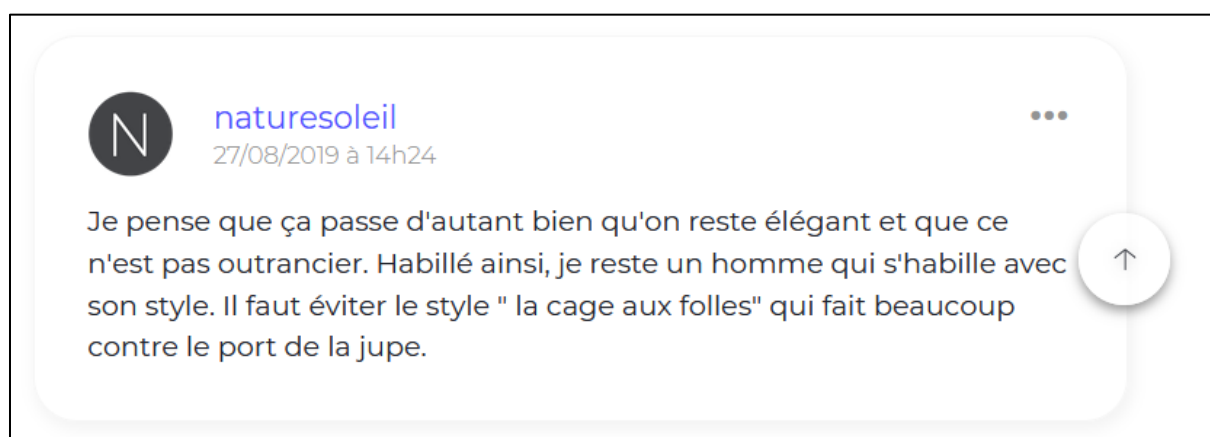 N
naturesoleil
27/08/2019 à 14h24
Je pense que ça passe d'autant bien qu'on reste élégant et que ce
n'est pas outrancier. Habillé ainsi, je reste un homme qui s'habille avec
son style. Il faut éviter le style " la cage aux folles" qui fait beaucoup
contre le port de la jupe.